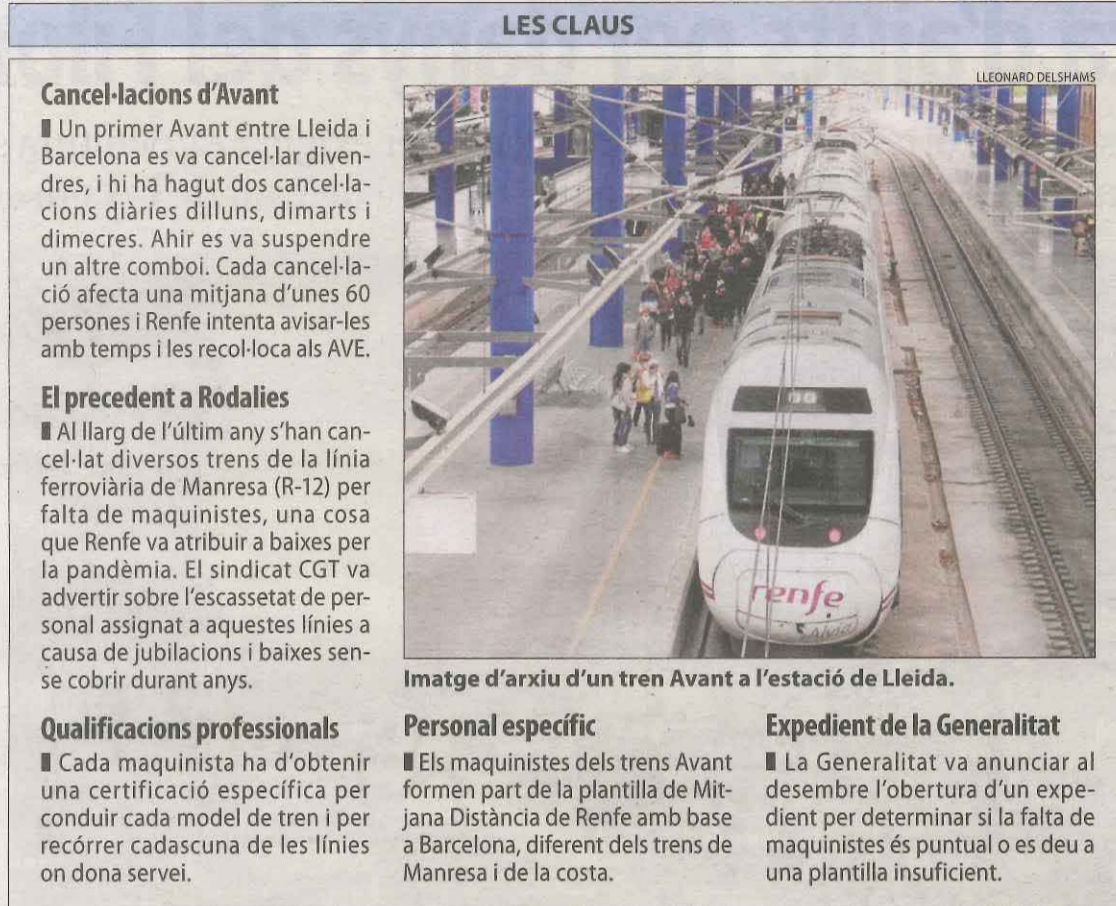 LES CLAUS
LLEONARD DELSHAMS
Cancel·lacions d'Avant
Un primer Avant entre Lleida i
Barcelona es va cancel·lar diven-
dres, i hi ha hagut dos cancel·la-
cions diàries dilluns, dimarts i
dimecres. Ahir es va suspendre
un altre comboi. Cada cancel·la-
ció afecta una mitjana d'unes 60
persones i Renfe intenta avisar-les
amb temps i les recol·loca als AVE.
El precedent a Rodalies
Al llarg de l'últim any s'han can-
cel·lat diversos trens de la línia
ferroviària de Manresa (R-12) per
falta de maquinistes, una cosa
que Renfe va atribuir a baixes per
la pandèmia. El sindicat CGT va
advertir sobre l'escassetat de per-
sonal assignat a aquestes línies a
causa de jubilacions i baixes sen-
se cobrir durant anys.
renfe
Imatge d'arxiu d'un tren Avant a l'estació de Lleida.
Qualificacions professionals
Cada maquinista ha d'obtenir
una certificació específica per
conduir cada model de tren i per
recórrer cadascuna de les línies
on dona servei.
Personal específic
Els maquinistes dels trens Avant
formen part de la plantilla de Mit-
jana Distància de Renfe amb base
a Barcelona, diferent dels trens de
Manresa i de la costa.
Expedient de la Generalitat
La Generalitat va anunciar al
desembre l'obertura d'un expe-
dient per determinar si la falta de
maquinistes és puntual o es deu a
una plantilla insuficient.